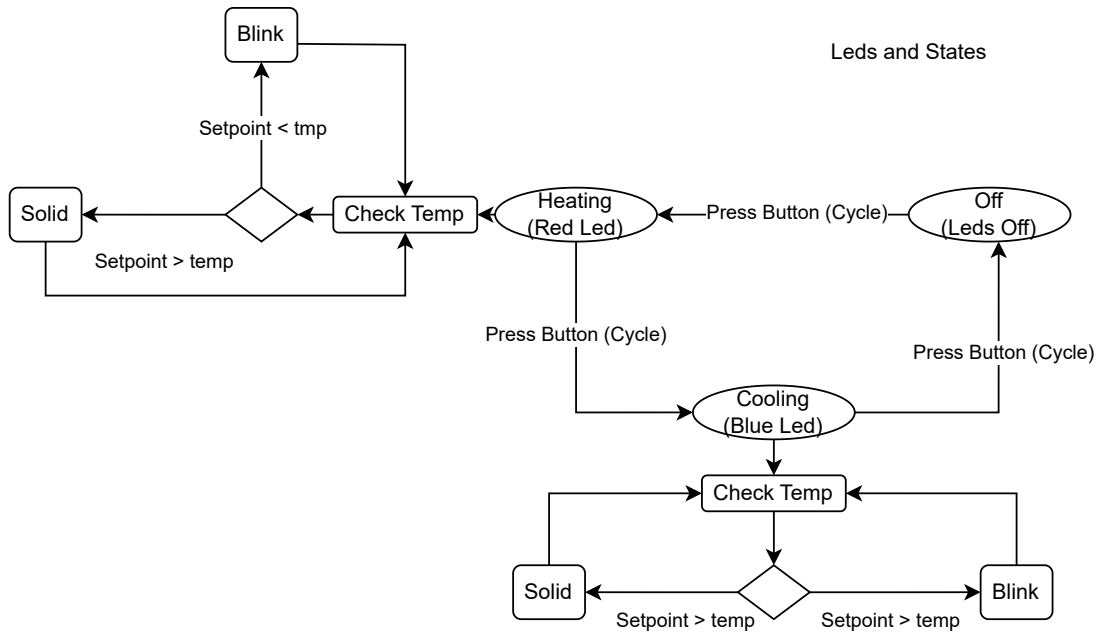 Blink
Leds and States
Setpoint < tmp
Solid
Check Temp
Heating
(Red Led)
Press Button (Cycle)
Off
(Leds Off)
Setpoint > temp
Press Button (Cycle)
Press Button (Cycle)
Cooling
(Blue Led)
Check Temp
Solid
Blink
Setpoint > temp
Setpoint > temp